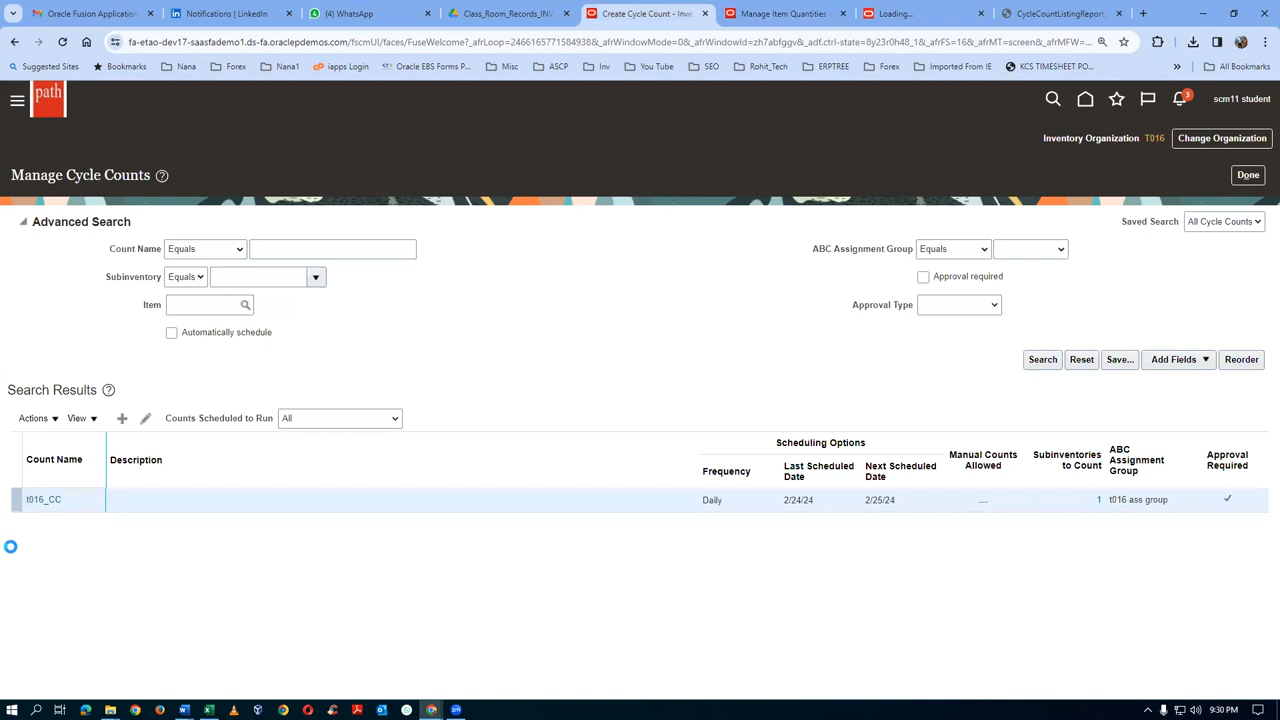 Oracle Fusion Application
Notifications | LinkedIn
(4) WhatsApp
Class_Room_Records_INV
Create Cycle Count - Inve
Manage Item Quantities -
Loading...
CycleCountListingReport_
fa-etao-dev17-saasfademo1.ds-fa.oraclepdemos.com/fscmUI/faces/FuseWelcome?_afrLoop=2466165771584938&_afrWindowMode=0&_afrWindowId=zh7abfggv&_adf.ctrl-state=8y23r0h48_1&_afrFS=16&_afrMT=screen&_afrMFW=...
Suggested Sites
Bookmarks
Nana
Forex
Nana1
iapps Login
Oracle EBS Forms P...
Misc
ASCP
Inv
You Tube
SEO
Rohit_Tech
ERPTREE
Forex
Imported From IE
KCS TIMESHEET PO...
»
All Bookmarks
path
3
scm11 student
Inventory Organization T016 Change Organization
Manage Cycle Counts ?
Done
Advanced Search
Saved Search All Cycle Counts
Count Name Equals
ABC Assignment Group Equals
Subinventory Equals
Approval required
Item
Approval Type
Automatically schedule
Search Reset Save... Add Fields Reorder
Search Results ?
Actions View Counts Scheduled to Run All
Count Name
Description
Scheduling Options
Frequency
Last Scheduled Date
Next Scheduled Date
Manual Counts Allowed
Subinventories to Count
ABC Assignment Group
Approval Required
t016_CC Daily 2/24/24 2/25/24 1 t016 ass group
9:30 PM